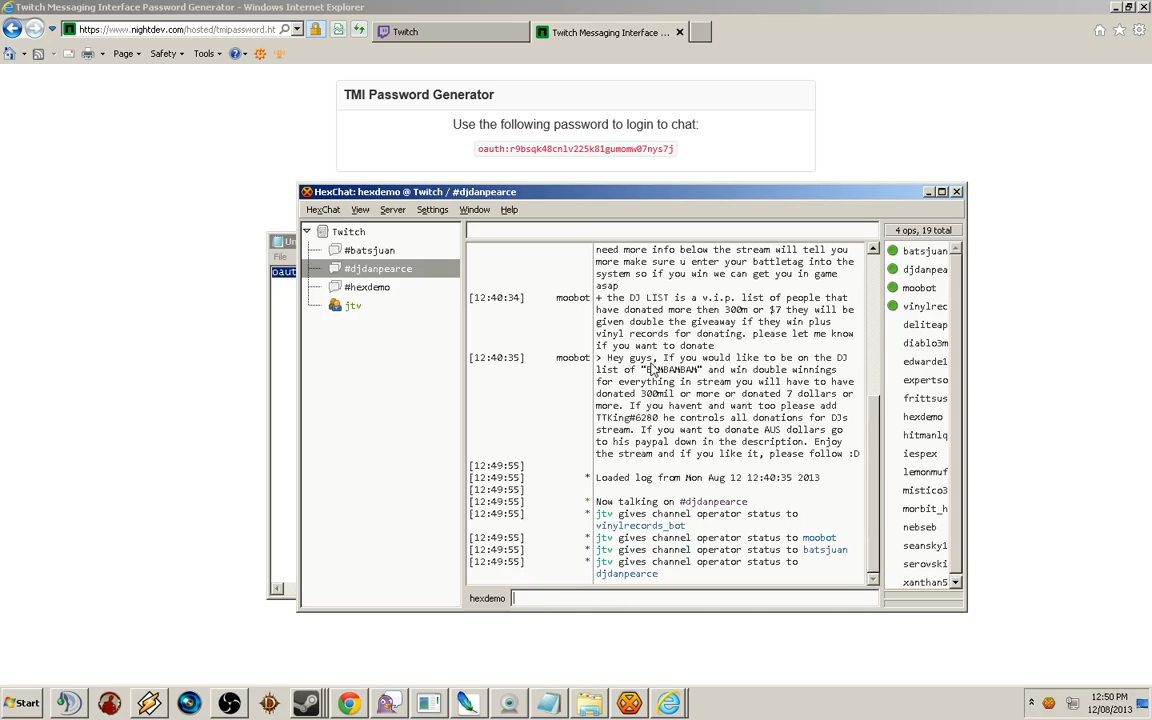 Twitch Messaging Interface Password Generator - Windows Internet Explorer
https://www.nightdev.com/hosted/tmipassword.ht
Twitch
Twitch Messaging Interface ...
Page
Safety
Tools
TMI Password Generator
Use the following password to login to chat:
oauth:r9bsqk48cnlv225k81gumomw07nys7j
HexChat: hexdemo @ Twitch / #djdanpearce
HexChat View Server Settings Window Help
File
Twitch
#batsjuan
#djdanpearce
#hexdemo
jtv
need more info below the stream will tell you
more make sure u enter your battletag into the
system so if you win we can get you in game
asap
[12:40:34] moobot + the DJ LIST is a v.i.p. list of people that
have donated more then 300m or $7 they will be
given double the giveaway if they win plus
vinyl records for donating. please let me know
if you want to donate
[12:40:35] moobot > Hey guys, If you would like to be on the DJ
list of and win double winnings
for everything in stream you will have to have
donated 300mil or more or donated 7 dollars or
more. If you havent and want too please add
TTKing#6280 he controls all donations for DJs
stream. If you want to donate AUS dollars go
to his paypal down in the description. Enjoy
the stream and if you like it, please follow :D
[12:49:55]
[12:49:55] * Loaded log from Mon Aug 12 12:40:35 2013
[12:49:55]
[12:49:55] * Now talking on #djdanpearce
[12:49:55] * jtv gives channel operator status to
vinylrecords_bot
[12:49:55] * jtv gives channel operator status to moobot
[12:49:55] * jtv gives channel operator status to batsjuan
[12:49:55] * jtv gives channel operator status to
djdanpearce
hexdemo
4 ops, 19 total
batsjuan
djdanpea
moobot
vinylrec
deliteap
diablo3m
edwarde1
expertso
frittsus
hexdemo
hitmanlq
iespex
lemonmuf
mistico3
morbit_h
nebseb
seansky1
serovski
xanthan5
Start
12:50 PM
12/08/2013